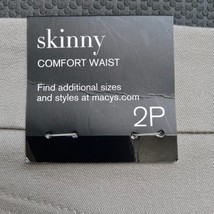 skinny
COMFORT WAIST
Find additional sizes
and styles at macys.com
2P